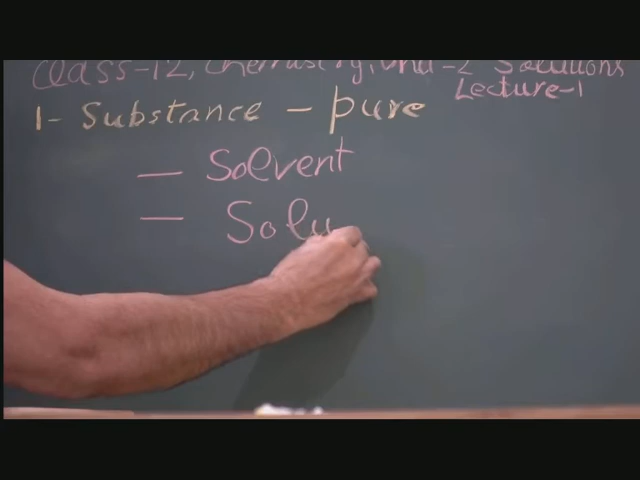 Class-12, Chemistry, Unit-2 Solutions
Lecture-1
1- Substance - pure
- Solvent
- Solu